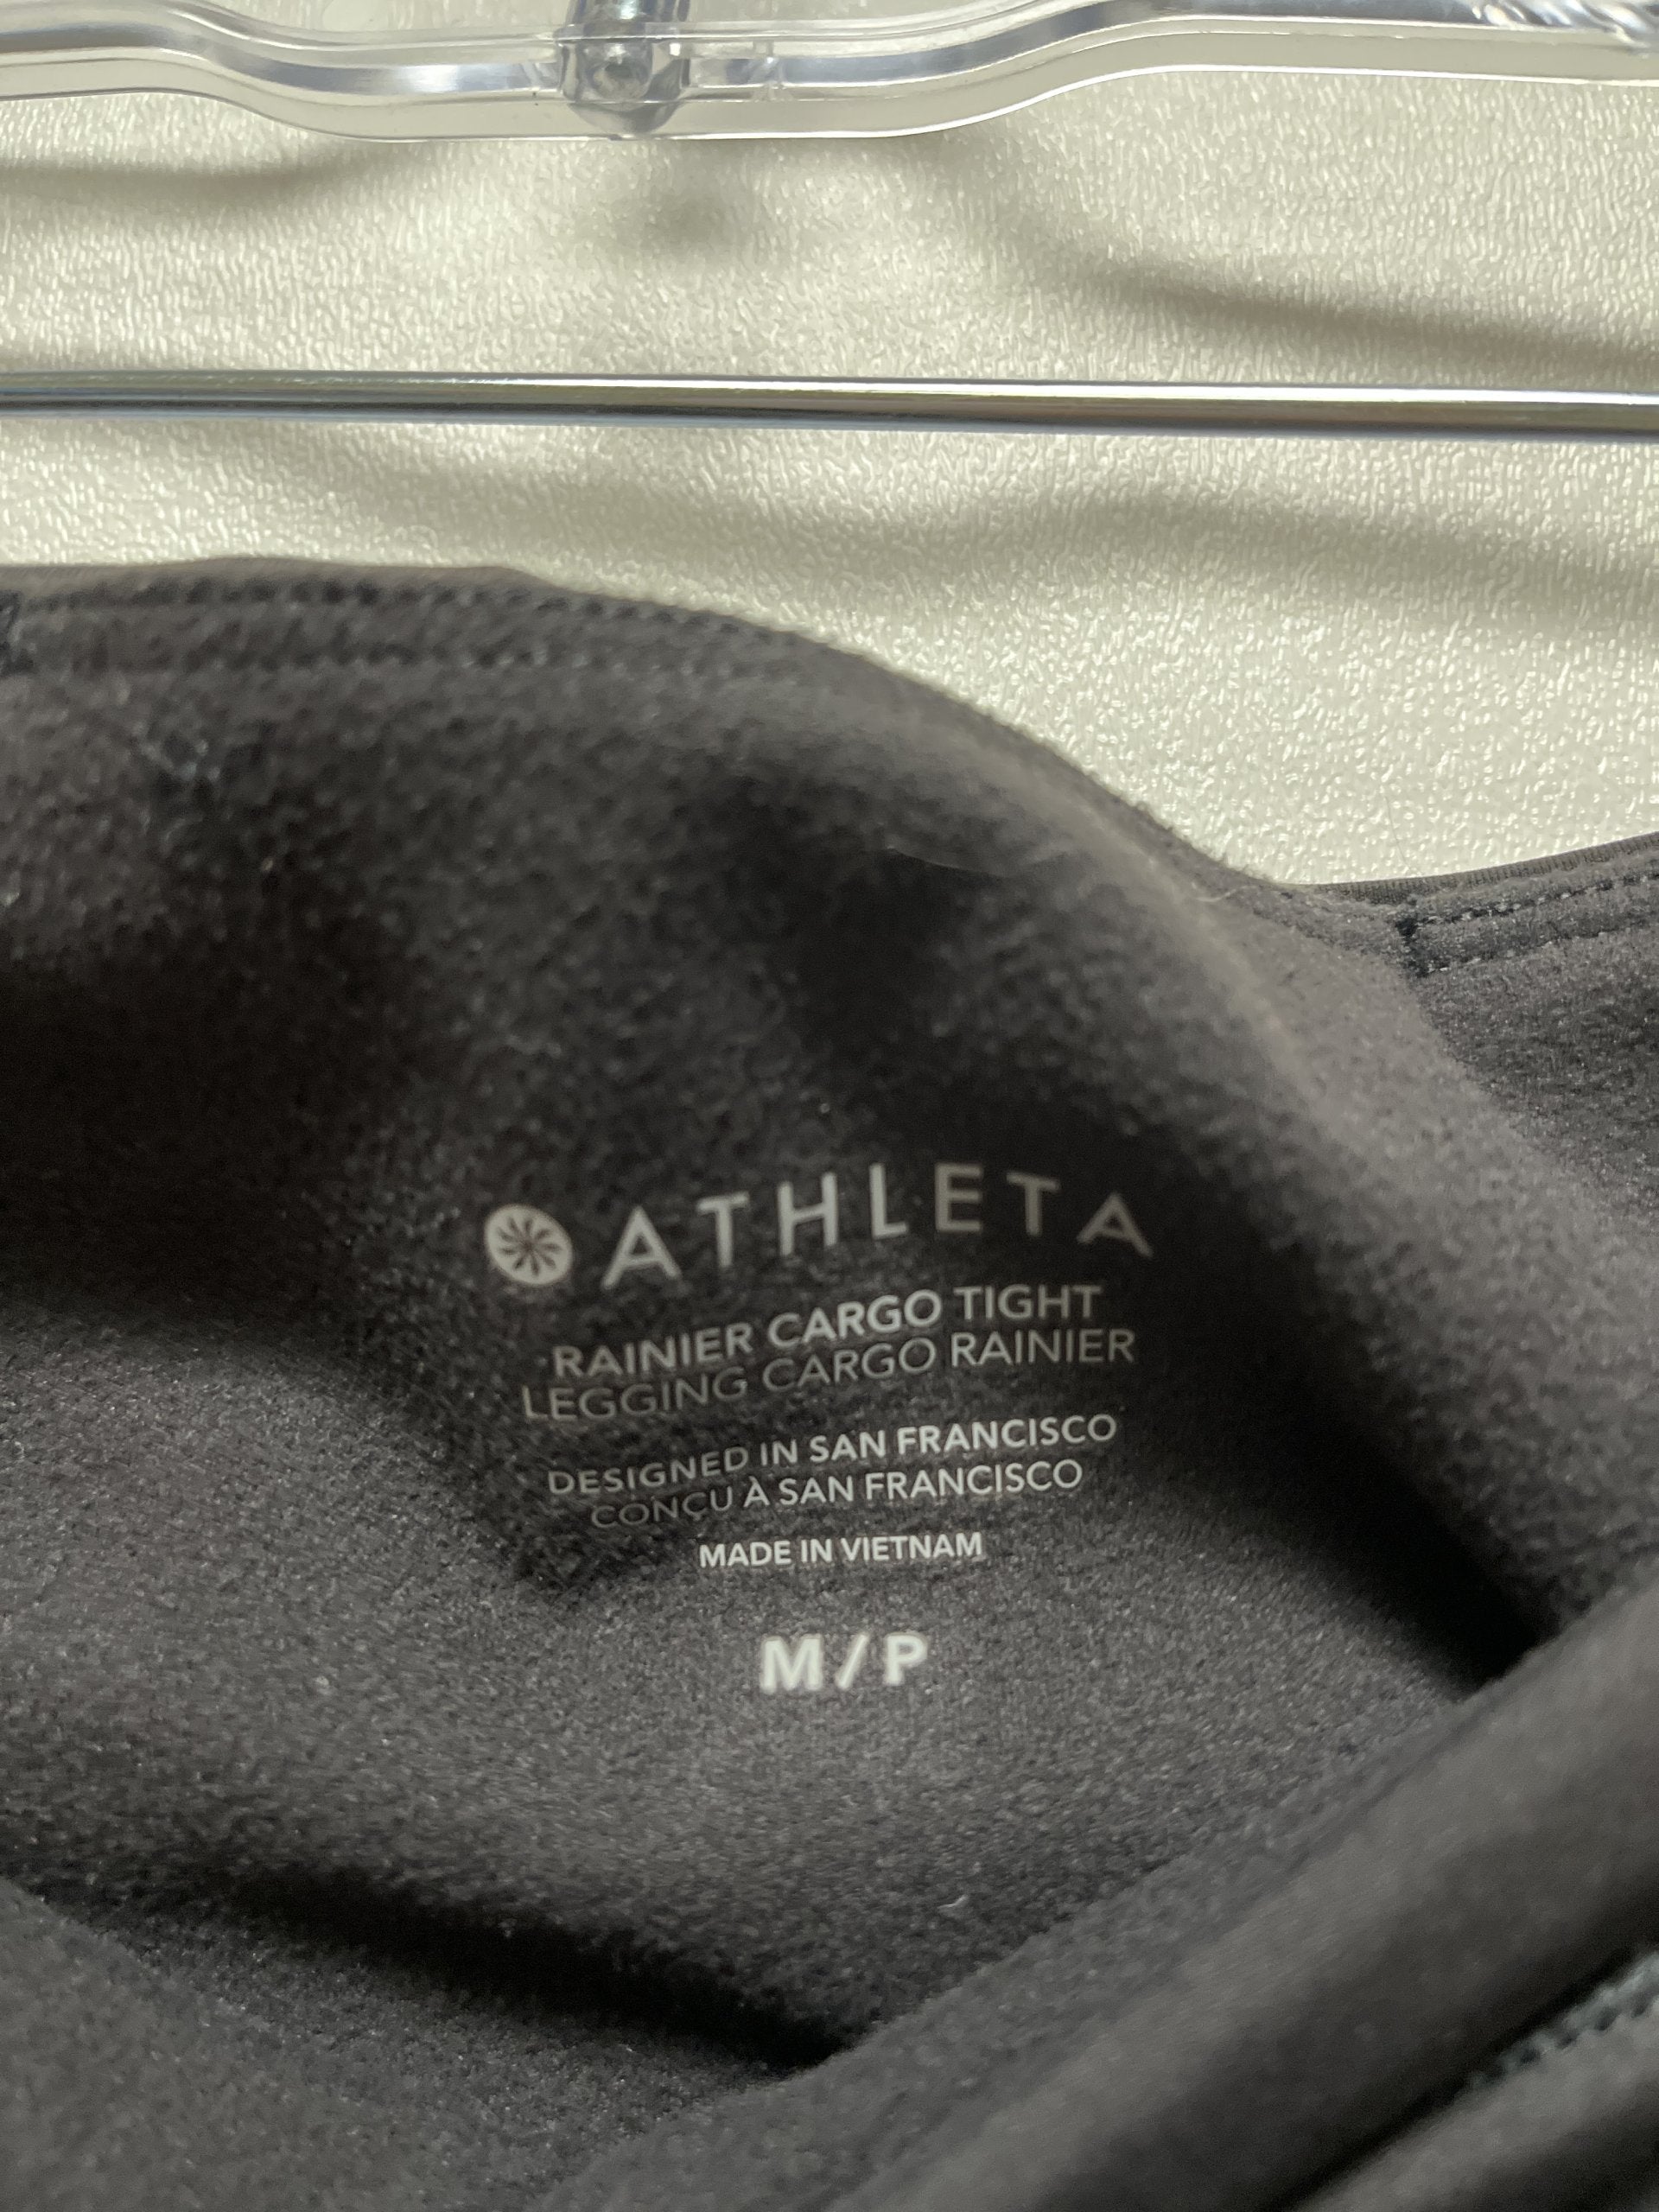 ATHLETA
RAINIER CARGO TIGHT
LEGGING CARGO RAINIER
DESIGNED IN SAN FRANCISCO
CONÇU À SAN FRANCISCO
MADE IN VIETNAM
M/P